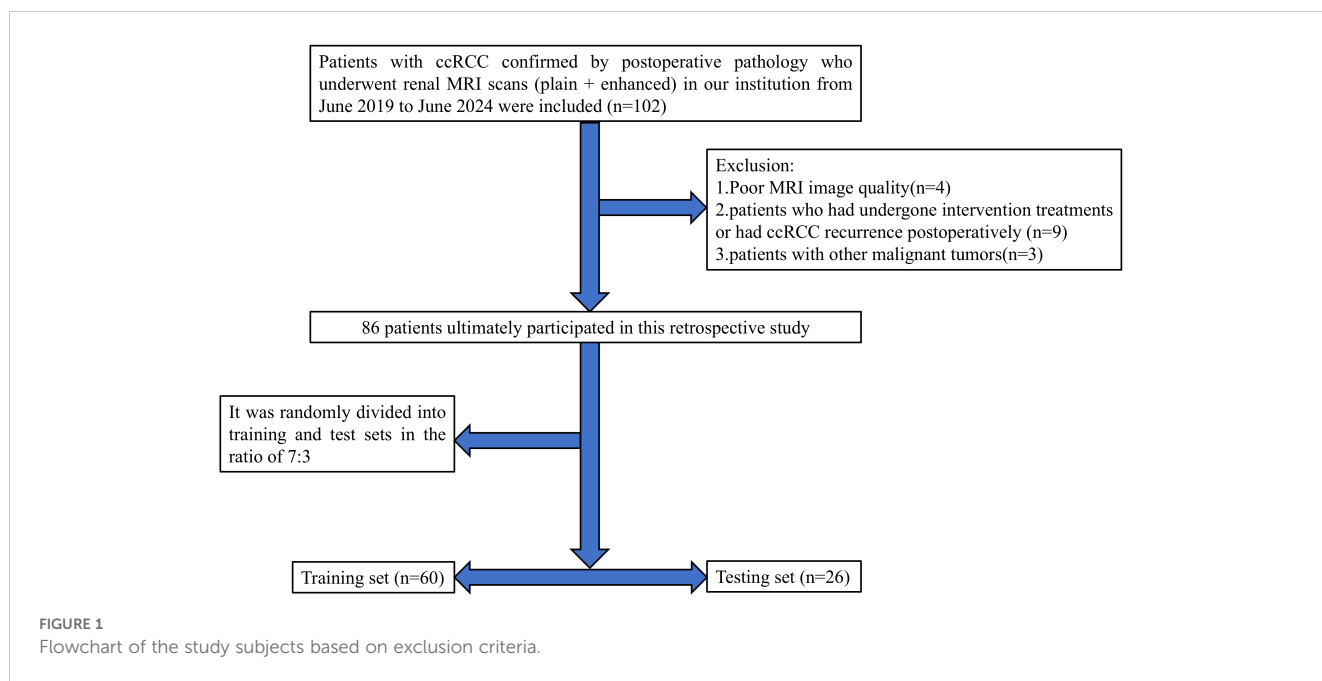 Patients with ccRCC confirmed by postoperative pathology who
underwent renal MRI scans (plain + enhanced) in our institution from
June 2019 to June 2024 were included (n=102)
Exclusion:
1.Poor MRI image quality(n=4)
2.patients who had undergone intervention treatments
or had ccRCC recurrence postoperatively (n=9)
3.patients with other malignant tumors(n=3)
86 patients ultimately participated in this retrospective study
It was randomly divided into
training and test sets in the
ratio of 7:3
Training set (n=60)
Testing set (n=26)
FIGURE 1
Flowchart of the study subjects based on exclusion criteria.